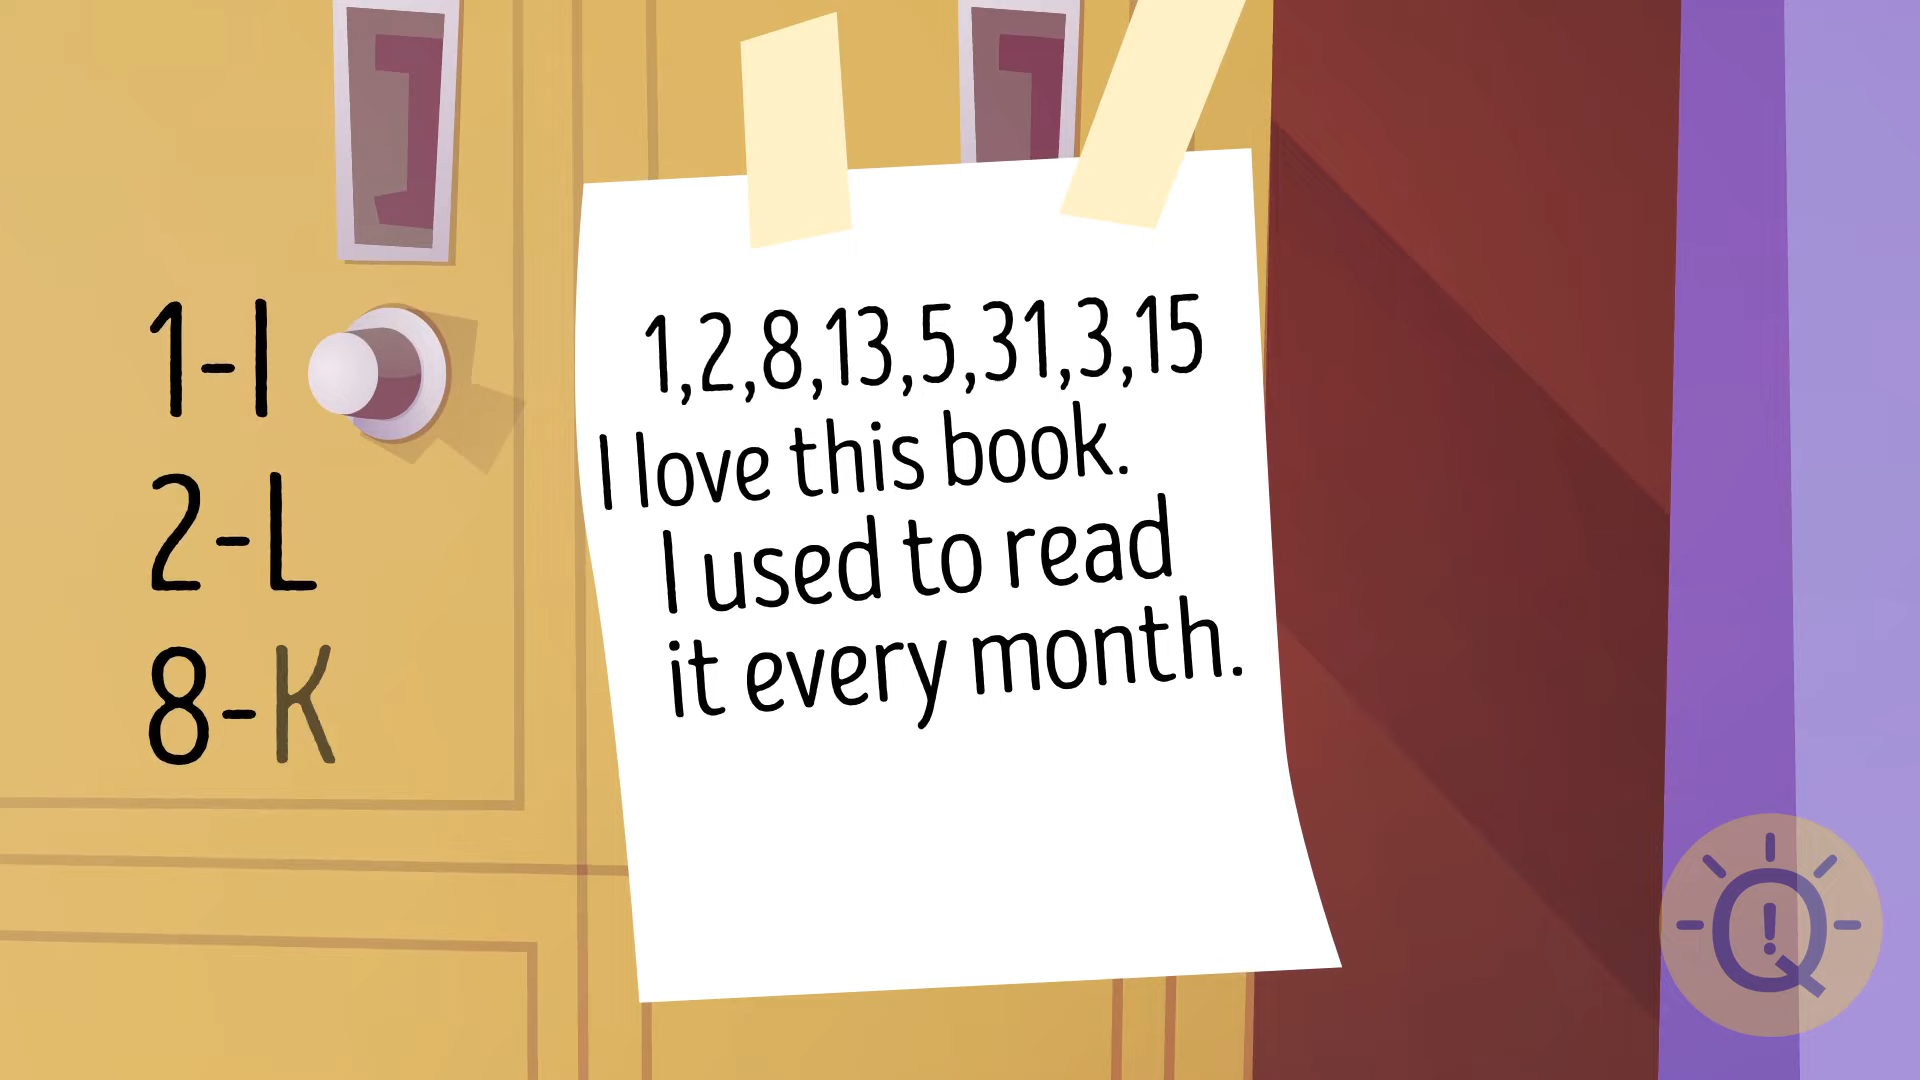 1-I
2-L
8-K
1,2,8,13,5,31,3,15
I love this book.
I used to read
it every month.
Q!